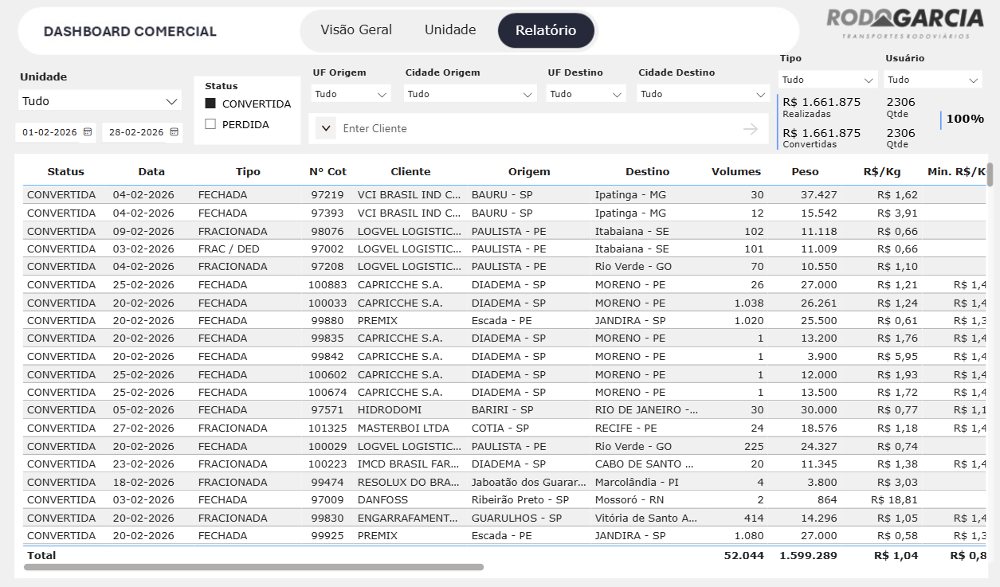 DASHBOARD COMERCIAL
Visão Geral Unidade Relatório
RODOGARCIA
TRANSPORTES RODOVIÁRIOS
Unidade
Tudo
01-02-2026 28-02-2026
Status
CONVERTIDA
PERDIDA
UF Origem Cidade Origem UF Destino Cidade Destino
Tudo Tudo Tudo Tudo
Enter Cliente
Tipo Usuário
Tudo Tudo
R$ 1.661.875 2306
Realizadas Qtde
R$ 1.661.875 2306
Convertidas Qtde
100%
Status Data Tipo N° Cot Cliente Origem Destino Volumes Peso R$/Kg Min. R$/K
CONVERTIDA 04-02-2026 FECHADA 97219 VCI BRASIL IND C... BAURU - SP Ipatinga - MG 30 37.427 R$ 1,62
CONVERTIDA 04-02-2026 FECHADA 97393 VCI BRASIL IND C... BAURU - SP Ipatinga - MG 12 15.542 R$ 3,91
CONVERTIDA 09-02-2026 FRACIONADA 98076 LOGVEL LOGISTIC... PAULISTA - PE Itabaiana - SE 102 11.118 R$ 0,66
CONVERTIDA 03-02-2026 FRAC / DED 97002 LOGVEL LOGISTIC... PAULISTA - PE Itabaiana - SE 101 11.009 R$ 0,66
CONVERTIDA 04-02-2026 FRACIONADA 97208 LOGVEL LOGISTIC... PAULISTA - PE Rio Verde - GO 70 10.550 R$ 1,10
CONVERTIDA 25-02-2026 FECHADA 100883 CAPRICCHE S.A. DIADEMA - SP MORENO - PE 26 27.000 R$ 1,21 R$ 1,4
CONVERTIDA 20-02-2026 FECHADA 100033 CAPRICCHE S.A. DIADEMA - SP MORENO - PE 1.038 26.261 R$ 1,24 R$ 1,4
CONVERTIDA 20-02-2026 FECHADA 99880 PREMIX Escada - PE JANDIRA - SP 1.020 25.500 R$ 0,61 R$ 1,3
CONVERTIDA 20-02-2026 FECHADA 99835 CAPRICCHE S.A. DIADEMA - SP MORENO - PE 1 13.200 R$ 1,76 R$ 1,4
CONVERTIDA 20-02-2026 FECHADA 99842 CAPRICCHE S.A. DIADEMA - SP MORENO - PE 1 3.900 R$ 5,95 R$ 1,4
CONVERTIDA 25-02-2026 FECHADA 100602 CAPRICCHE S.A. DIADEMA - SP MORENO - PE 1 12.000 R$ 1,93 R$ 1,4
CONVERTIDA 25-02-2026 FECHADA 100674 CAPRICCHE S.A. DIADEMA - SP MORENO - PE 1 13.500 R$ 1,72 R$ 1,4
CONVERTIDA 05-02-2026 FECHADA 97571 HIDRODOMI BARIRI - SP RIO DE JANEIRO -... 30 30.000 R$ 0,77 R$ 1,1
CONVERTIDA 27-02-2026 FRACIONADA 101325 MASTERBOI LTDA COTIA - SP RECIFE - PE 24 18.576 R$ 1,18 R$ 1,4
CONVERTIDA 20-02-2026 FECHADA 100029 LOGVEL LOGISTIC... PAULISTA - PE Rio Verde - GO 225 24.327 R$ 0,74
CONVERTIDA 23-02-2026 FRACIONADA 100223 IMCD BRASIL FAR... DIADEMA - SP CABO DE SANTO ... 20 11.345 R$ 1,38 R$ 1,4
CONVERTIDA 18-02-2026 FRACIONADA 99474 RESOLUX DO BRA... Jaboatão dos Guarar... Marcolândia - PI 4 3.800 R$ 3,03
CONVERTIDA 03-02-2026 FECHADA 97009 DANFOSS Ribeirão Preto - SP Mossoró - RN 2 864 R$ 18,81
CONVERTIDA 20-02-2026 FRACIONADA 99830 ENGARRAFAMENT... GUARULHOS - SP Vitória de Santo A... 414 14.296 R$ 1,05 R$ 1,4
CONVERTIDA 20-02-2026 FECHADA 99925 PREMIX Escada - PE JANDIRA - SP 1.080 27.000 R$ 0,58 R$ 1,3
Total 52.044 1.599.289 R$ 1,04 R$ 0,8